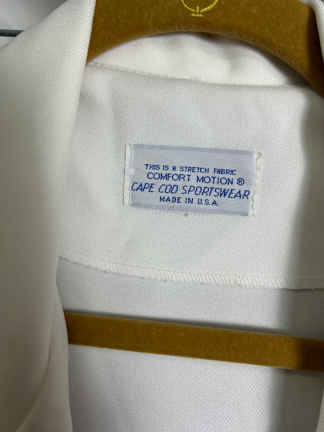 THIS IS A STRETCH FABRIC
COMFORT MOTION ®
CAPE COD SPORTSWEAR
MADE IN U.S.A.